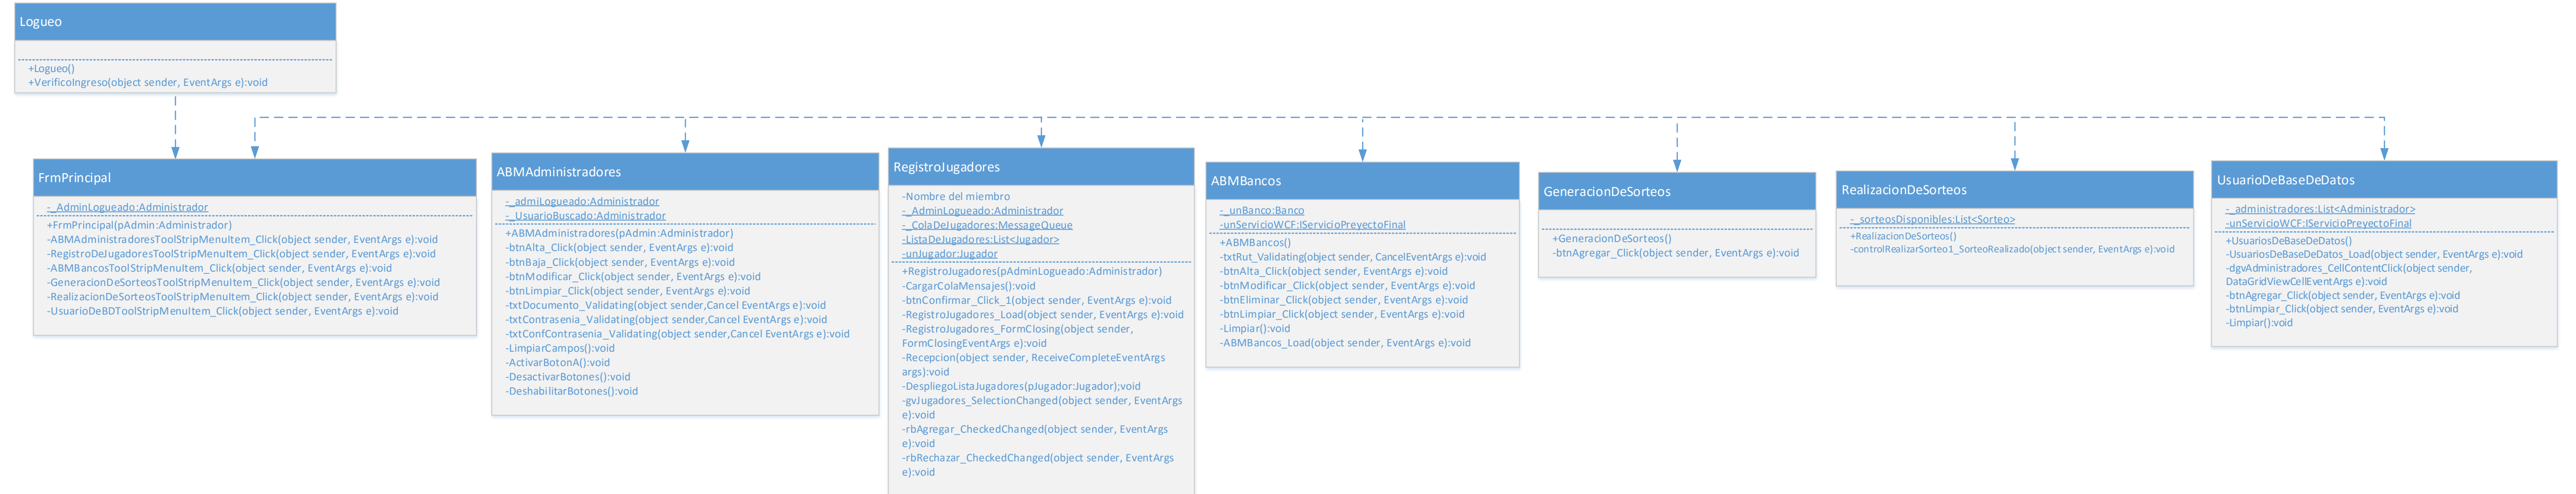 Logueo
+Logueo()
+VerificoIngreso(object sender, EventArgs e):void
FrmPrincipal
-_AdminLogueado:Administrador
+FrmPrincipal(pAdmin:Administrador)
-ABMAdministradoresToolStripMenuItem_Click(object sender, EventArgs e):void
-RegistroDeJugadoresToolStripMenuItem_Click(object sender, EventArgs e):void
-ABMBancosToolStripMenuItem_Click(object sender, EventArgs e):void
-GeneracionDeSorteosToolStripMenuItem_Click(object sender, EventArgs e):void
-RealizacionDeSorteosToolStripMenuItem_Click(object sender, EventArgs e):void
-UsuarioDeBDToolStripMenuItem_Click(object sender, EventArgs e):void
ABMAdministradores
-_admiLogueado:Administrador
-_UsuarioBuscado:Administrador
+ABMAdministradores(pAdmin:Administrador)
-btnAlta_Click(object sender, EventArgs e):void
-btnBaja_Click(object sender, EventArgs e):void
-btnModificar_Click(object sender, EventArgs e):void
-btnLimpiar_Click(object sender, EventArgs e):void
-txtDocumento_Validating(object sender,Cancel EventArgs e):void
-txtContrasenia_Validating(object sender,Cancel EventArgs e):void
-txtConfContrasenia_Validating(object sender,Cancel EventArgs e):void
-LimpiarCampos():void
-ActivarBotonA():void
-DesactivarBotones():void
-DeshabilitarBotones():void
RegistroJugadores
-Nombre del miembro
-_AdminLogueado:Administrador
-_ColaDeJugadores:MessageQueue
-ListaDeJugadores:List<Jugador>
-unJugador:Jugador
+RegistroJugadores(pAdminLogueado:Administrador)
-CargarColaMensajes():void
-btnConfirmar_Click_1(object sender, EventArgs e):void
-RegistroJugadores_Load(object sender, EventArgs e):void
-RegistroJugadores_FormClosing(object sender,
FormClosingEventArgs e):void
-Recepcion(object sender, ReceiveCompleteEventArgs
args):void
-DespliegoListaJugadores(pJugador:Jugador);void
-gvJugadores_SelectionChanged(object sender, EventArgs
e):void
-rbAgregar_CheckedChanged(object sender, EventArgs
e):void
-rbRechazar_CheckedChanged(object sender, EventArgs
e):void
ABMBancos
-_unBanco:Banco
-unServicioWCF:IServicioPreyectoFinal
+ABMBancos()
-txtRut_Validating(object sender, CancelEventArgs e):void
-btnAlta_Click(object sender, EventArgs e):void
-btnModificar_Click(object sender, EventArgs e):void
-btnEliminar_Click(object sender, EventArgs e):void
-btnLimpiar_Click(object sender, EventArgs e):void
-Limpiar():void
-ABMBancos_Load(object sender, EventArgs e):void
GeneracionDeSorteos
+GeneracionDeSorteos()
-btnAgregar_Click(object sender, EventArgs e):void
RealizacionDeSorteos
-_sorteosDisponibles:List<Sorteo>
+RealizacionDeSorteos()
-controlRealizarSorteo1_SorteoRealizado(object sender, EventArgs e):void
UsuarioDeBaseDeDatos
-_administradores:List<Administrador>
-unServicioWCF:IServicioPreyectoFinal
+UsuariosDeBaseDeDatos()
-UsuariosDeBaseDeDatos_Load(object sender, EventArgs e):void
-dgvAdministradores_CellContentClick(object sender,
DataGridViewCellEventArgs e):void
-btnAgregar_Click(object sender, EventArgs e):void
-btnLimpiar_Click(object sender, EventArgs e):void
-Limpiar():void